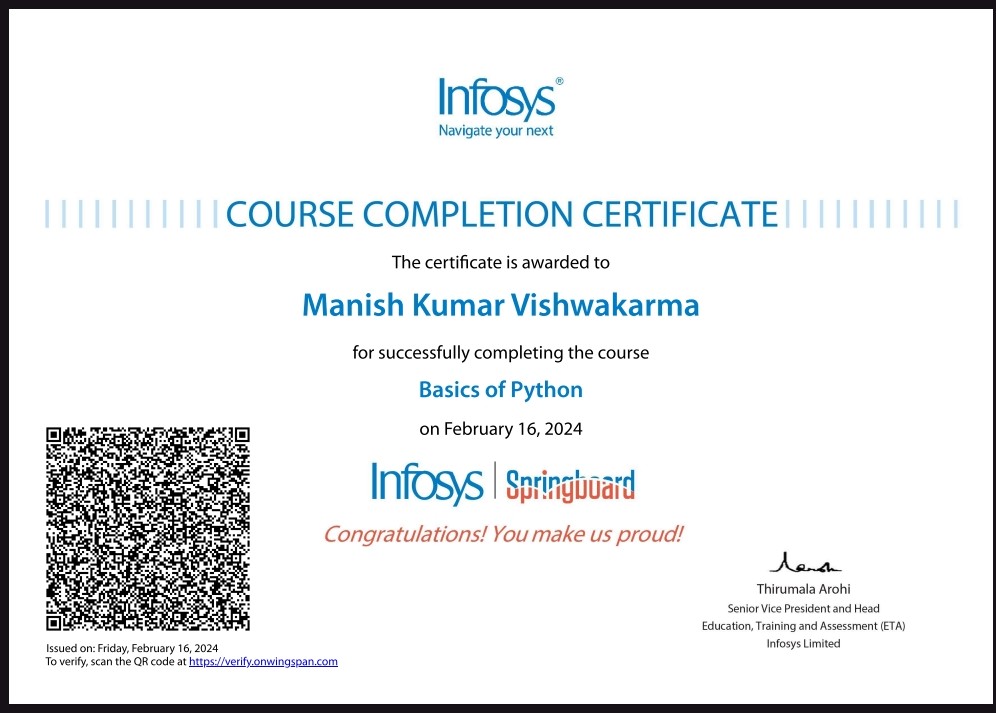 Infosys®
Navigate your next
COURSE COMPLETION CERTIFICATE
The certificate is awarded to
Manish Kumar Vishwakarma
for successfully completing the course
Basics of Python
on February 16, 2024
Infosys | Springboard
Congratulations! You make us proud!
Thirumala Arohi
Senior Vice President and Head
Education, Training and Assessment (ETA)
Infosys Limited
Issued on: Friday, February 16, 2024
To verify, scan the QR code at https://verify.onwingspan.com